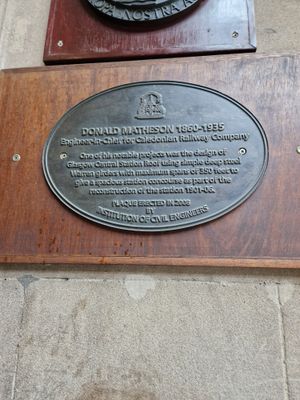 PA NOSTRA A
DONALD MATHESON 1860-1935
Engineer-in-Chief for Caledonian Railway Company
One of his notable projects was the design of
Glasgow Central Station Roof using simple deep steel
Warren girders with maximum spans of 350 feet to
give a spacious station concourse as part of the
reconstruction of the station 1901-06.
PLAQUE ERECTED IN 2008
BY
INSTITUTION OF CIVIL ENGINEERS